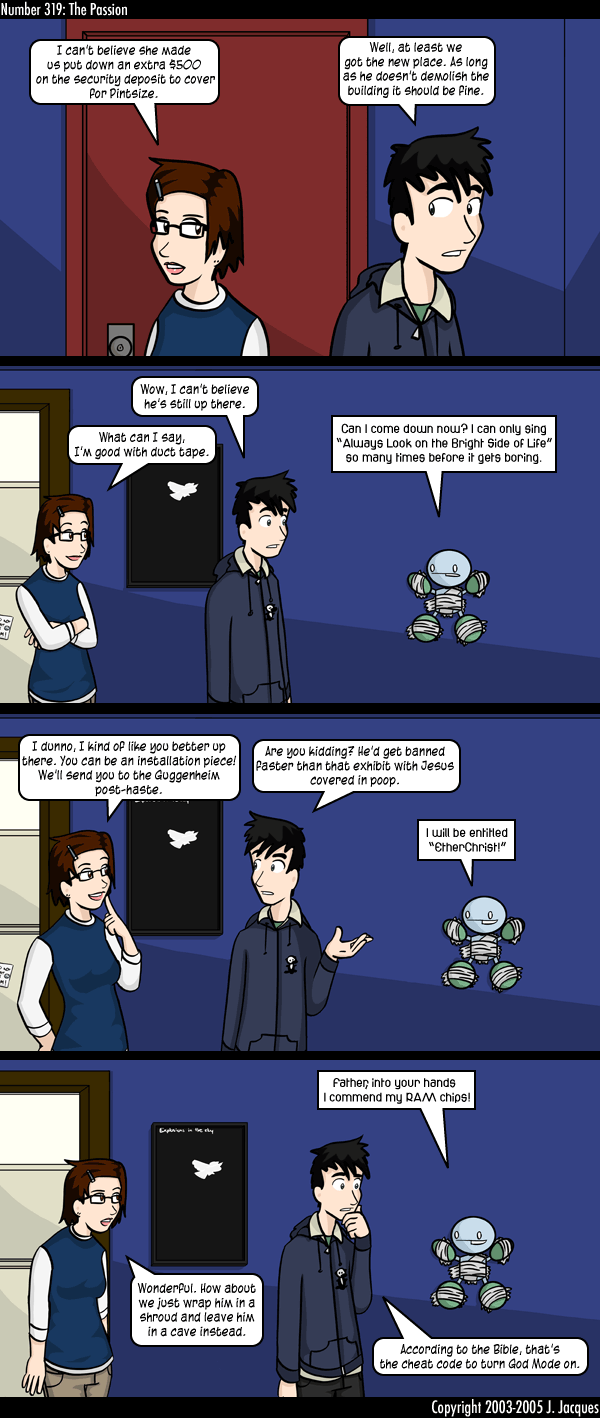 Number 319: The Passion
I can't believe she made
us put down an extra $500
on the security deposit to cover
for Pintsize.
Well, at least we
got the new place. As long
as he doesn't demolish the
building it should be fine.
Wow, I can't believe
he's still up there.
What can I say,
I'm good with duct tape.
Can I come down now? I can only sing
"Always Look on the Bright Side of Life"
so many times before it gets boring.
I dunno, I kind of like you better up
there. You can be an installation piece!
We'll send you to the Guggenheim
post-haste.
Are you kidding? He'd get banned
faster than that exhibit with Jesus
covered in poop.
I will be entitled
"EtherChrist!"
Father, into your hands
I commend my RAM chips!
Explosions in the sky
Wonderful. How about
we just wrap him in a
shroud and leave him
in a cave instead.
According to the Bible, that's
the cheat code to turn God Mode on.
Copyright 2003-2005 J. Jacques